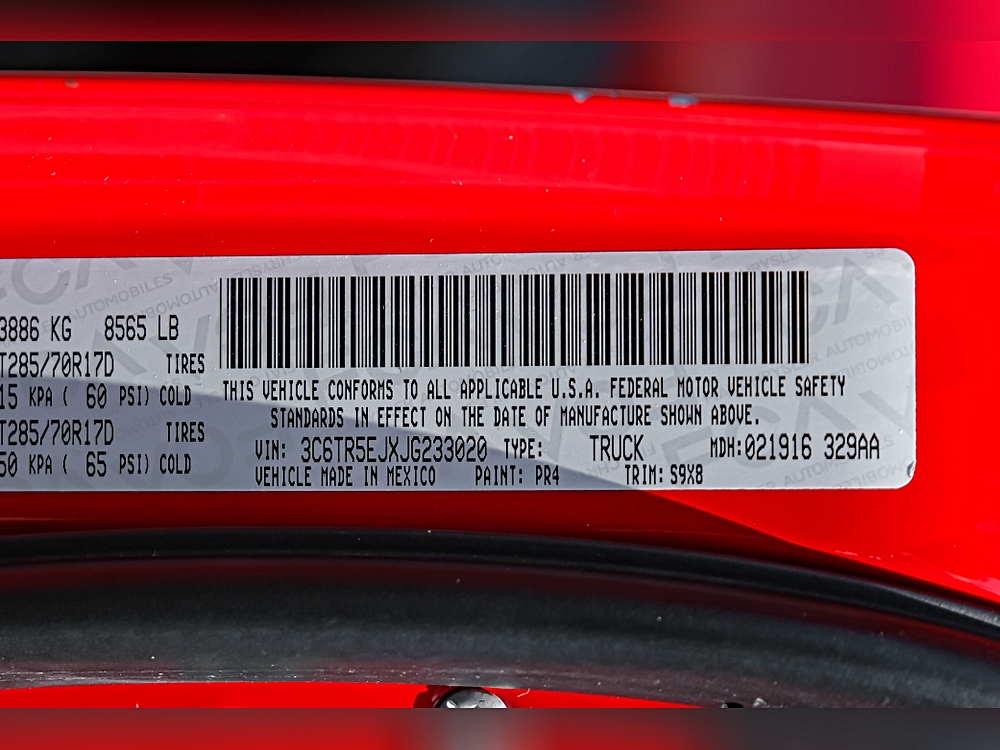 3886 KG 8565 LB
T285/70R17D TIRES
15 KPA ( 60 PSI) COLD
T285/70R17D TIRES
50 KPA ( 65 PSI) COLD
THIS VEHICLE CONFORMS TO ALL APPLICABLE U.S.A. FEDERAL MOTOR VEHICLE SAFETY
STANDARDS IN EFFECT ON THE DATE OF MANUFACTURE SHOWN ABOVE.
VIN: 3C6TR5EJXJG233020 TYPE: TRUCK MDH:021916 329AA
VEHICLE MADE IN MEXICO PAINT: PR4 TRIM: S9X8